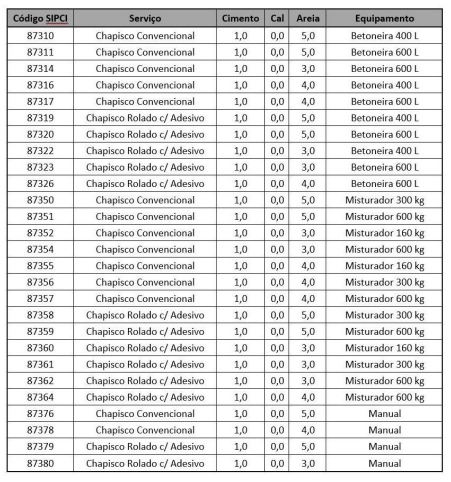 Código SIPCI Serviço Cimento Cal Areia Equipamento
87310 Chapisco Convencional 1,0 0,0 5,0 Betoneira 400 L
87311 Chapisco Convencional 1,0 0,0 5,0 Betoneira 600 L
87314 Chapisco Convencional 1,0 0,0 3,0 Betoneira 600 L
87316 Chapisco Convencional 1,0 0,0 4,0 Betoneira 400 L
87317 Chapisco Convencional 1,0 0,0 4,0 Betoneira 600 L
87319 Chapisco Rolado c/ Adesivo 1,0 0,0 5,0 Betoneira 400 L
87320 Chapisco Rolado c/ Adesivo 1,0 0,0 5,0 Betoneira 600 L
87322 Chapisco Rolado c/ Adesivo 1,0 0,0 3,0 Betoneira 400 L
87323 Chapisco Rolado c/ Adesivo 1,0 0,0 3,0 Betoneira 600 L
87326 Chapisco Rolado c/ Adesivo 1,0 0,0 4,0 Betoneira 600 L
87350 Chapisco Convencional 1,0 0,0 5,0 Misturador 300 kg
87351 Chapisco Convencional 1,0 0,0 5,0 Misturador 600 kg
87352 Chapisco Convencional 1,0 0,0 3,0 Misturador 160 kg
87354 Chapisco Convencional 1,0 0,0 3,0 Misturador 600 kg
87355 Chapisco Convencional 1,0 0,0 4,0 Misturador 160 kg
87356 Chapisco Convencional 1,0 0,0 4,0 Misturador 300 kg
87357 Chapisco Convencional 1,0 0,0 4,0 Misturador 600 kg
87358 Chapisco Rolado c/ Adesivo 1,0 0,0 5,0 Misturador 300 kg
87359 Chapisco Rolado c/ Adesivo 1,0 0,0 5,0 Misturador 600 kg
87360 Chapisco Rolado c/ Adesivo 1,0 0,0 3,0 Misturador 160 kg
87361 Chapisco Rolado c/ Adesivo 1,0 0,0 3,0 Misturador 300 kg
87362 Chapisco Rolado c/ Adesivo 1,0 0,0 3,0 Misturador 600 kg
87364 Chapisco Rolado c/ Adesivo 1,0 0,0 4,0 Misturador 600 kg
87376 Chapisco Convencional 1,0 0,0 5,0 Manual
87378 Chapisco Convencional 1,0 0,0 4,0 Manual
87379 Chapisco Rolado c/ Adesivo 1,0 0,0 5,0 Manual
87380 Chapisco Rolado c/ Adesivo 1,0 0,0 3,0 Manual